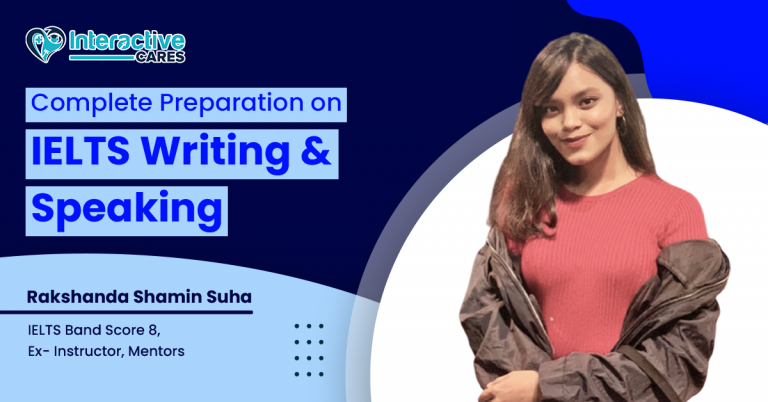 Interactive
CARES
Complete Preparation on
IELTS Writing &
Speaking
Rakshanda Shamin Suha
IELTS Band Score 8,
Ex- Instructor, Mentors